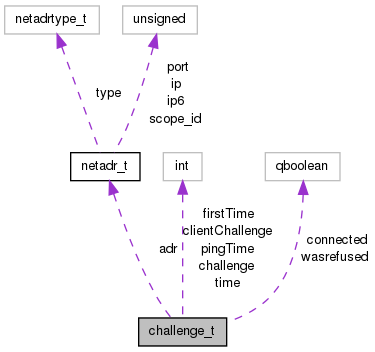 netadrtype_t
unsigned
type
port
ip
ip6
scope_id
netadr_t
int
qboolean
adr
firstTime
clientChallenge
pingTime
challenge
time
connected
wasrefused
challenge_t